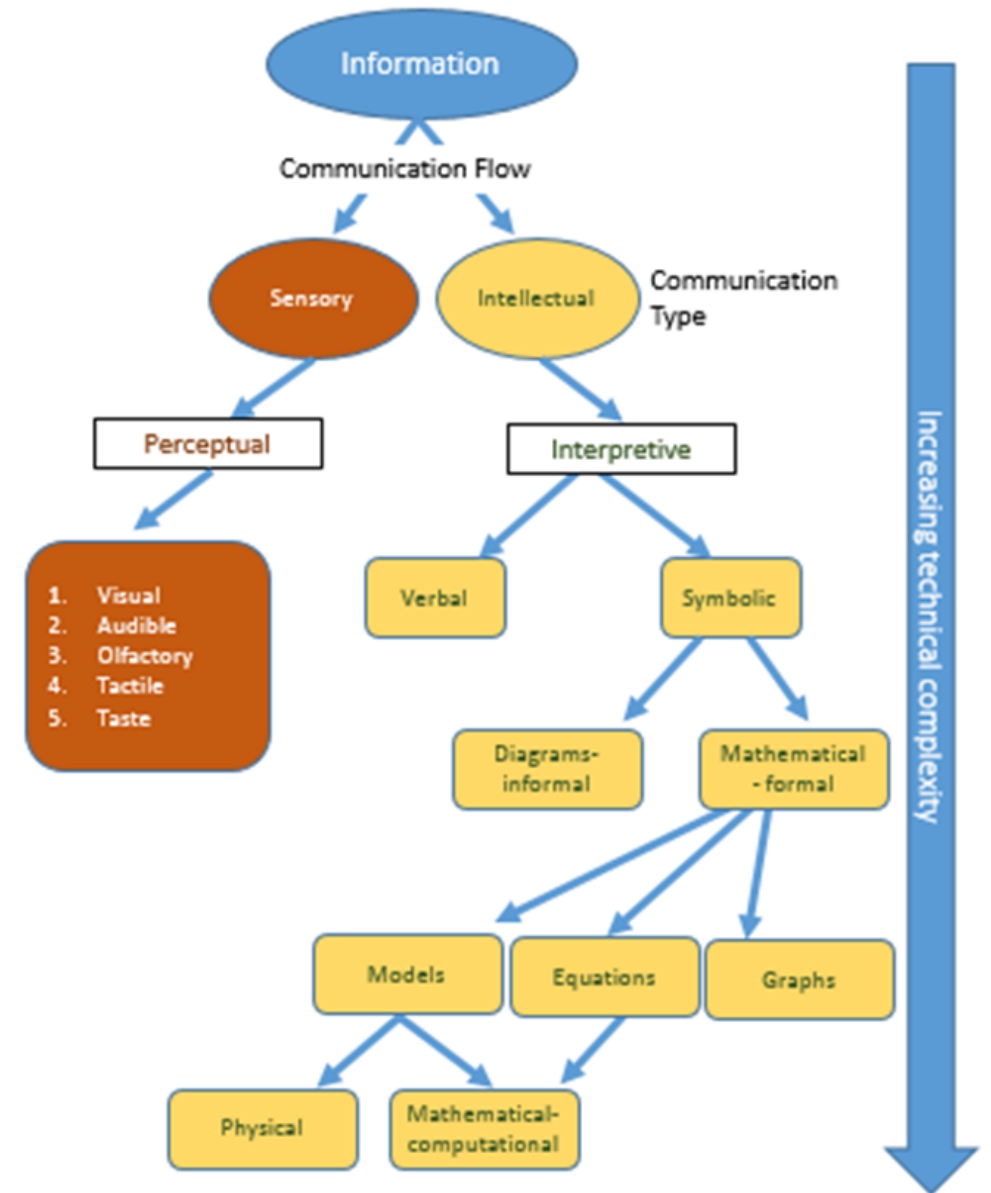 Information
Communication Flow
Sensory
Intellectual
Communication
Type
Perceptual
Interpretive
1. Visual
2. Audible
3. Olfactory
4. Tactile
5. Taste
Verbal
Symbolic
Diagrams-
informal
Mathematical
- formal
Models
Equations
Graphs
Physical
Mathematical-
computational
Increasing technical complexity